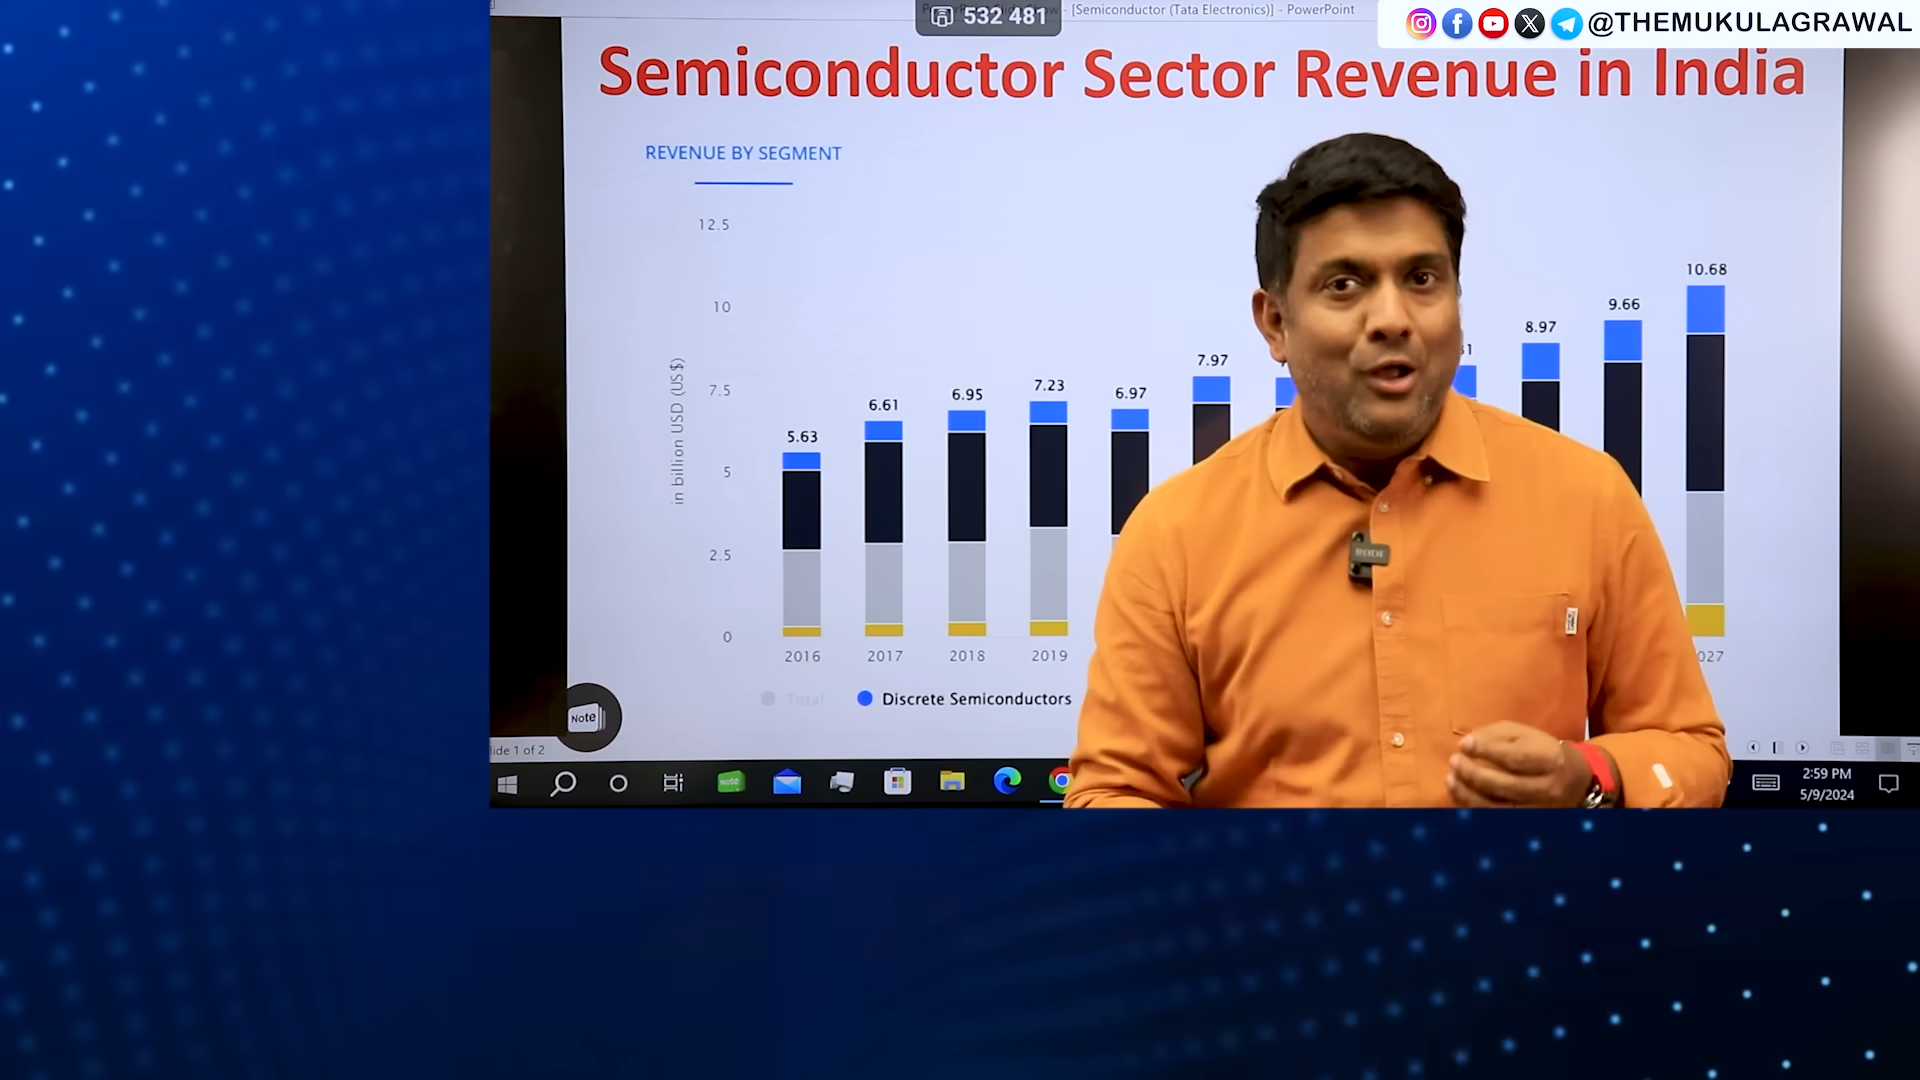 532 481
- [Semiconductor (Tata Electronics)] - PowerPoint
@THEMUKULAGRAWAL
Semiconductor Sector Revenue in India
REVENUE BY SEGMENT
in billion USD (US$)
12.5
10
7.5
5
2.5
0
5.63
6.61
6.95
7.23
6.97
7.97
8.97
9.66
10.68
2016
2017
2018
2019
Total
Discrete Semiconductors
Note
lide 1 of 2
Note
2:59 PM
5/9/2024
RODE